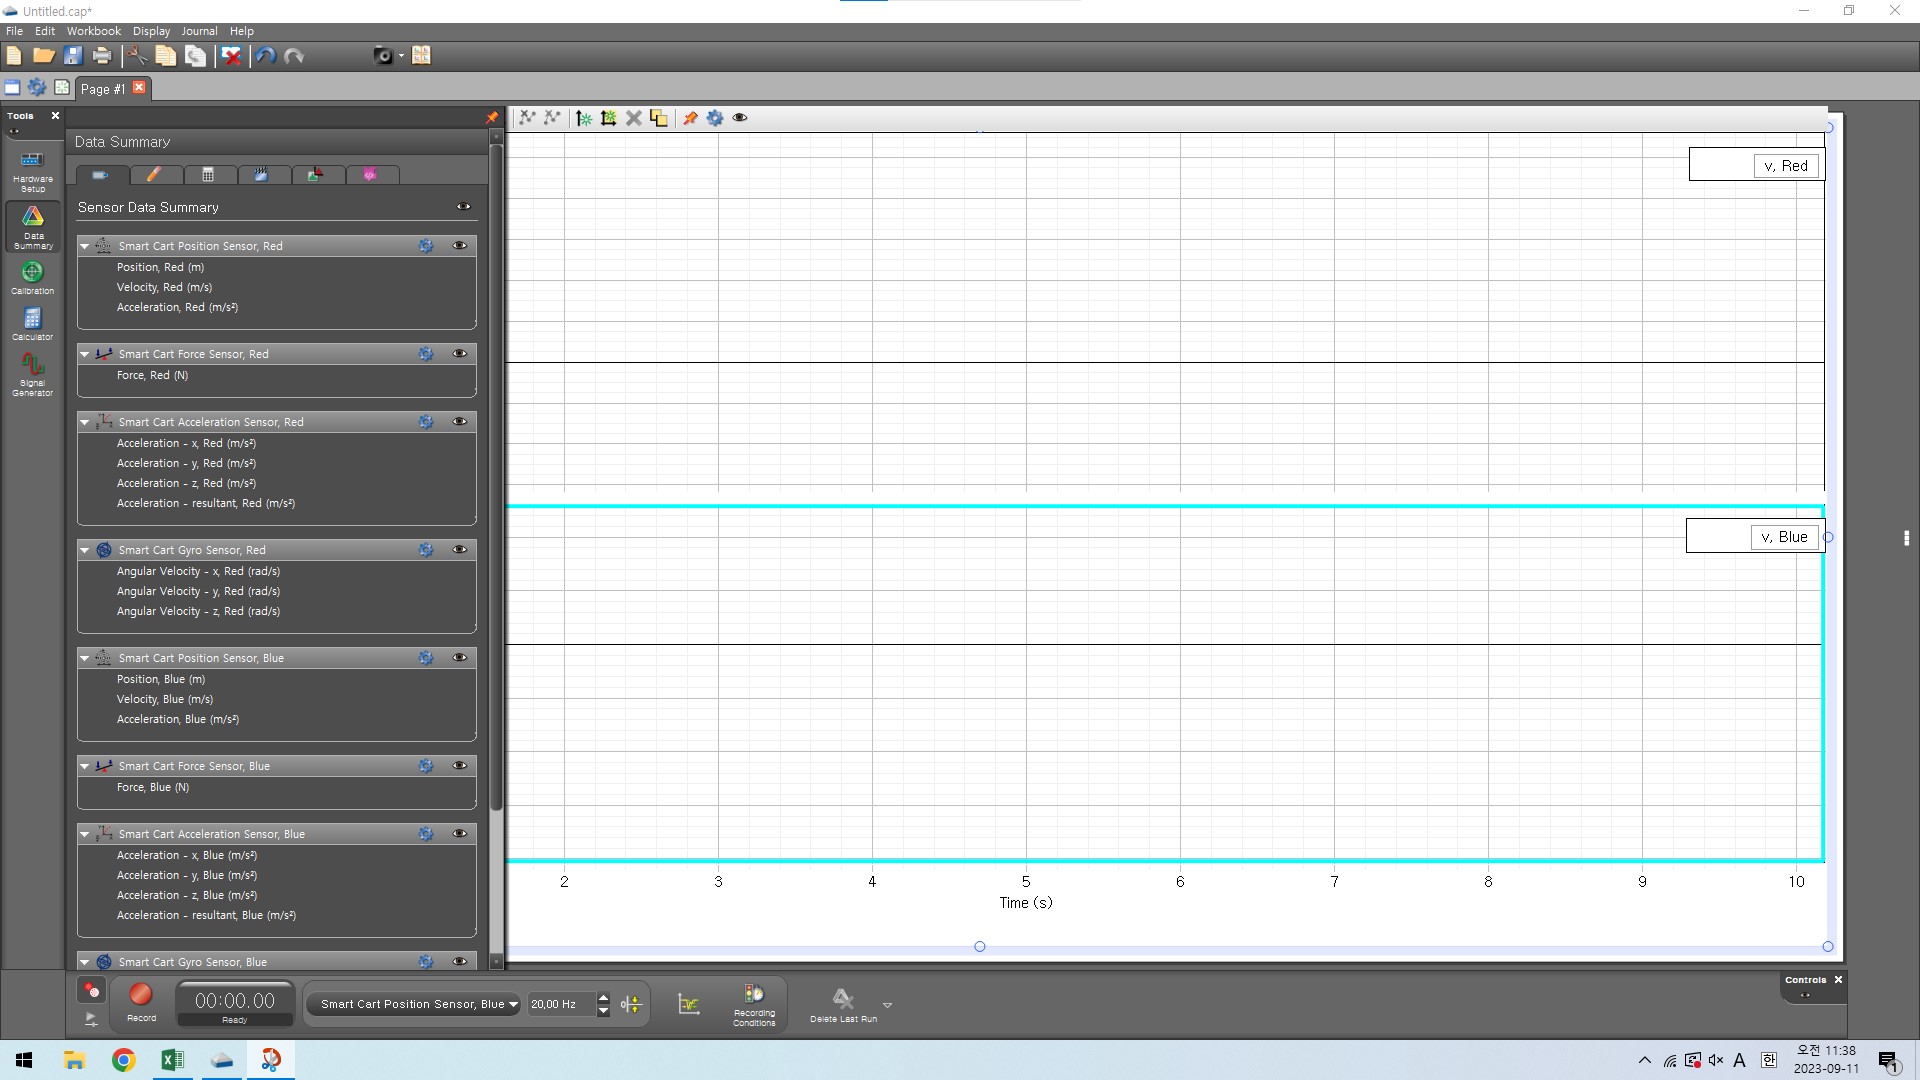 Untitled.cap*
File Edit Workbook Display Journal Help
Page #1
Tools
Hardware
Setup
Data
Summary
Calibration
Calculator
Signal
Generator
Data Summary
Sensor Data Summary
Smart Cart Position Sensor, Red
Position, Red (m)
Velocity, Red (m/s)
Acceleration, Red (m/s²)
Smart Cart Force Sensor, Red
Force, Red (N)
Smart Cart Acceleration Sensor, Red
Acceleration - x, Red (m/s²)
Acceleration - y, Red (m/s²)
Acceleration - z, Red (m/s²)
Acceleration - resultant, Red (m/s²)
Smart Cart Gyro Sensor, Red
Angular Velocity - x, Red (rad/s)
Angular Velocity - y, Red (rad/s)
Angular Velocity - z, Red (rad/s)
Smart Cart Position Sensor, Blue
Position, Blue (m)
Velocity, Blue (m/s)
Acceleration, Blue (m/s²)
Smart Cart Force Sensor, Blue
Force, Blue (N)
Smart Cart Acceleration Sensor, Blue
Acceleration - x, Blue (m/s²)
Acceleration - y, Blue (m/s²)
Acceleration - z, Blue (m/s²)
Acceleration - resultant, Blue (m/s²)
Smart Cart Gyro Sensor, Blue
v, Red
v, Blue
2 3 4 5 6 7 8 9 10
Time (s)
Record
00:00.00
Ready
Smart Cart Position Sensor, Blue
20,00 Hz
Recording
Conditions
Delete Last Run
Controls
A 한
오전 11:38
2023-09-11
1